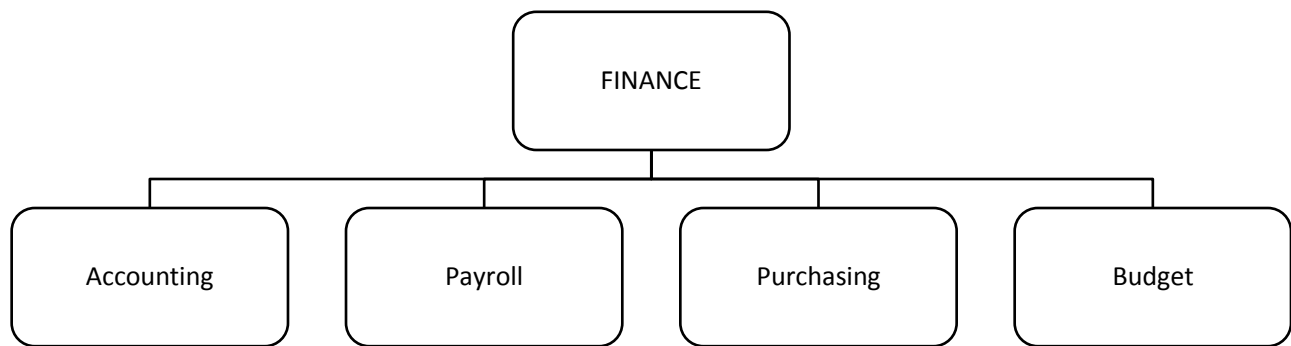 FINANCE
Accounting
Payroll
Purchasing
Budget